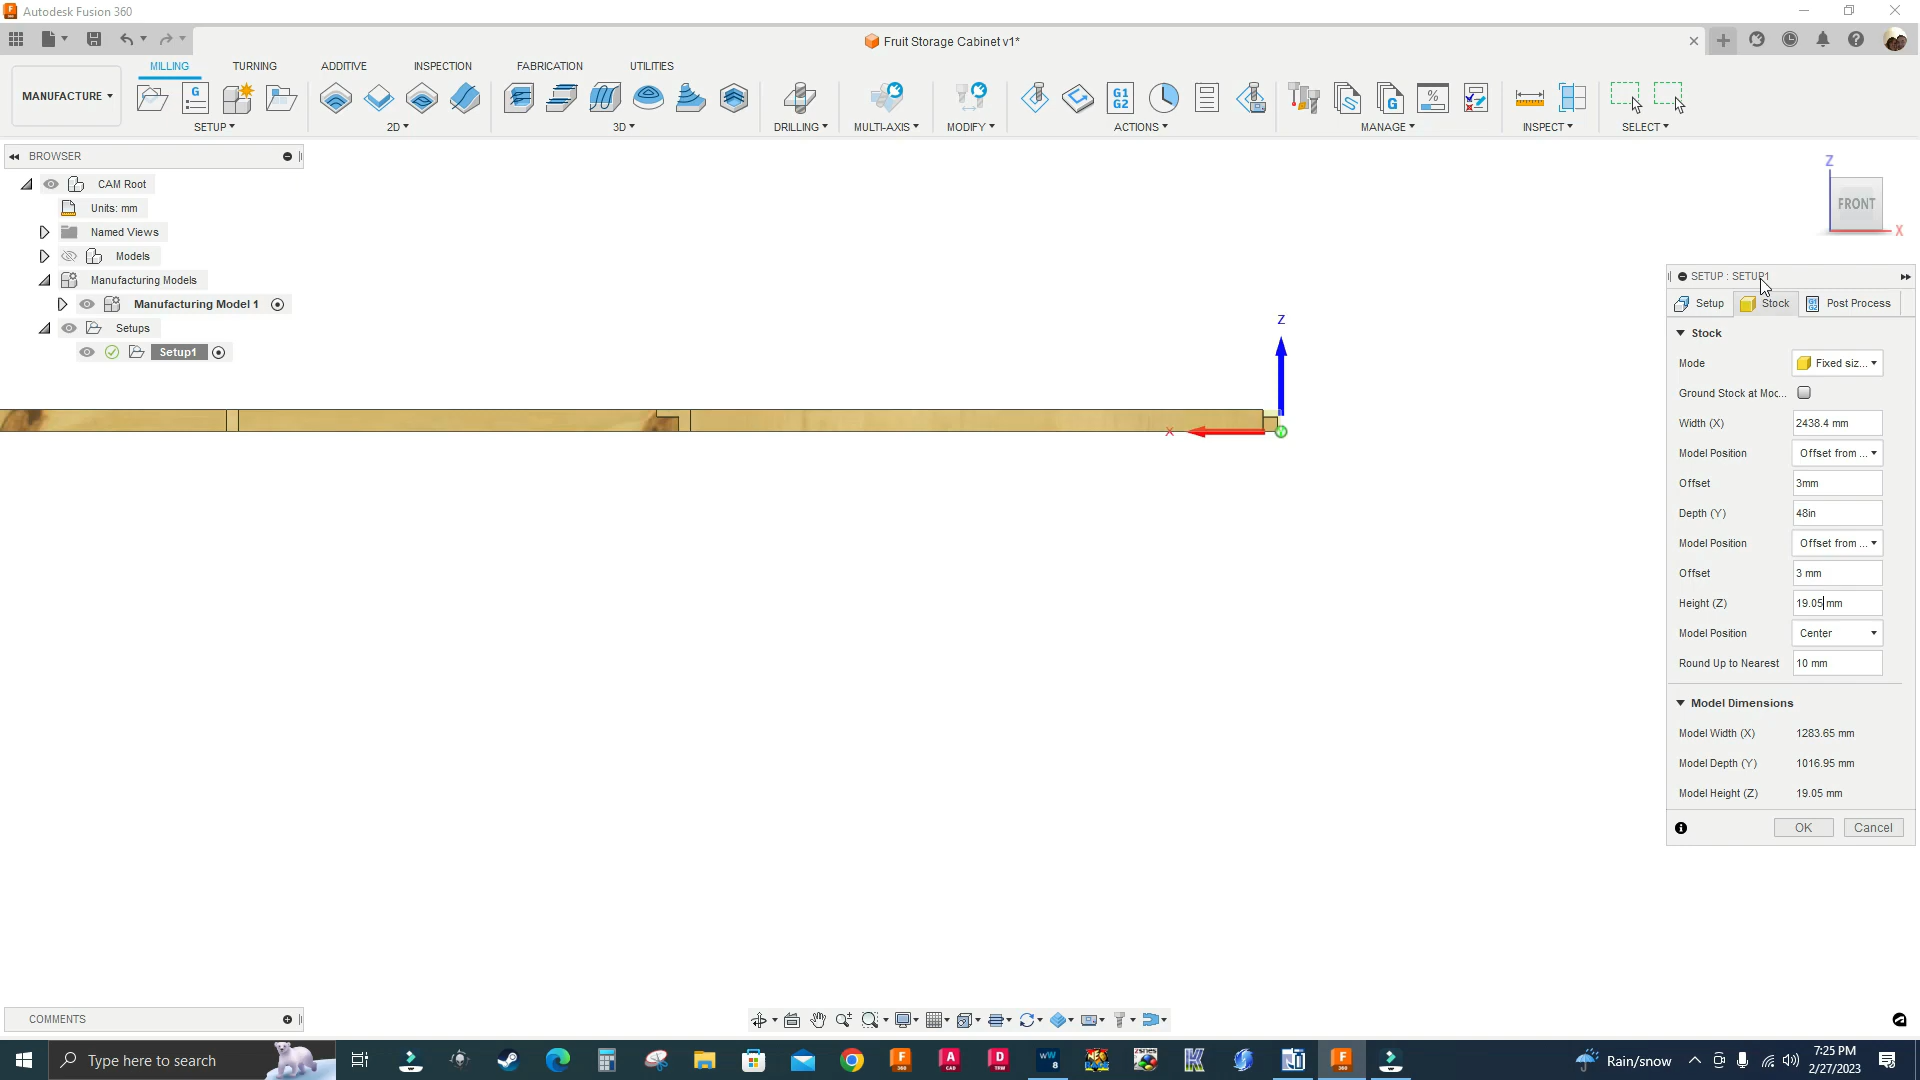 Autodesk Fusion 360
Fruit Storage Cabinet v1*
MILLING TURNING ADDITIVE INSPECTION FABRICATION UTILITIES
MANUFACTURE
G
G1
G2
G
%
SETUP 2D 3D DRILLING MULTI-AXIS MODIFY ACTIONS MANAGE INSPECT SELECT
BROWSER
CAM Root
Units: mm
Named Views
Models
Manufacturing Models
Manufacturing Model 1
Setups
Setup1
Z
FRONT
X
Z
X
SETUP : SETUP1
Setup Stock Post Process
Stock
Mode Fixed siz...
Ground Stock at Moc...
Width (X) 2438.4 mm
Model Position Offset from ...
Offset 3mm
Depth (Y) 48in
Model Position Offset from ...
Offset 3 mm
Height (Z) 19.05 mm
Model Position Center
Round Up to Nearest 10 mm
Model Dimensions
Model Width (X) 1283.65 mm
Model Depth (Y) 1016.95 mm
Model Height (Z) 19.05 mm
OK Cancel
COMMENTS
Type here to search
Rain/snow
7:25 PM
2/27/2023